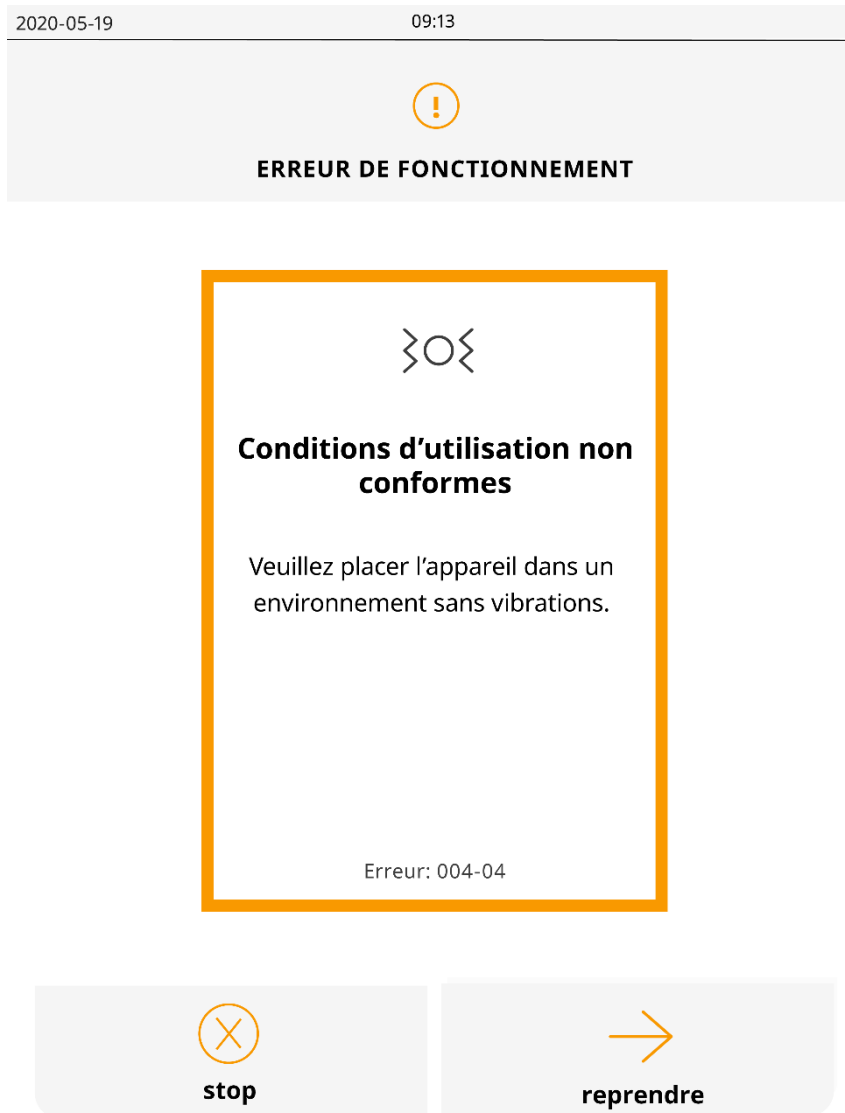 2020-05-19 09:13
ERREUR DE FONCTIONNEMENT
Conditions d’utilisation non
conformes
Veuillez placer l’appareil dans un
environnement sans vibrations.
Erreur: 004-04
stop reprendre